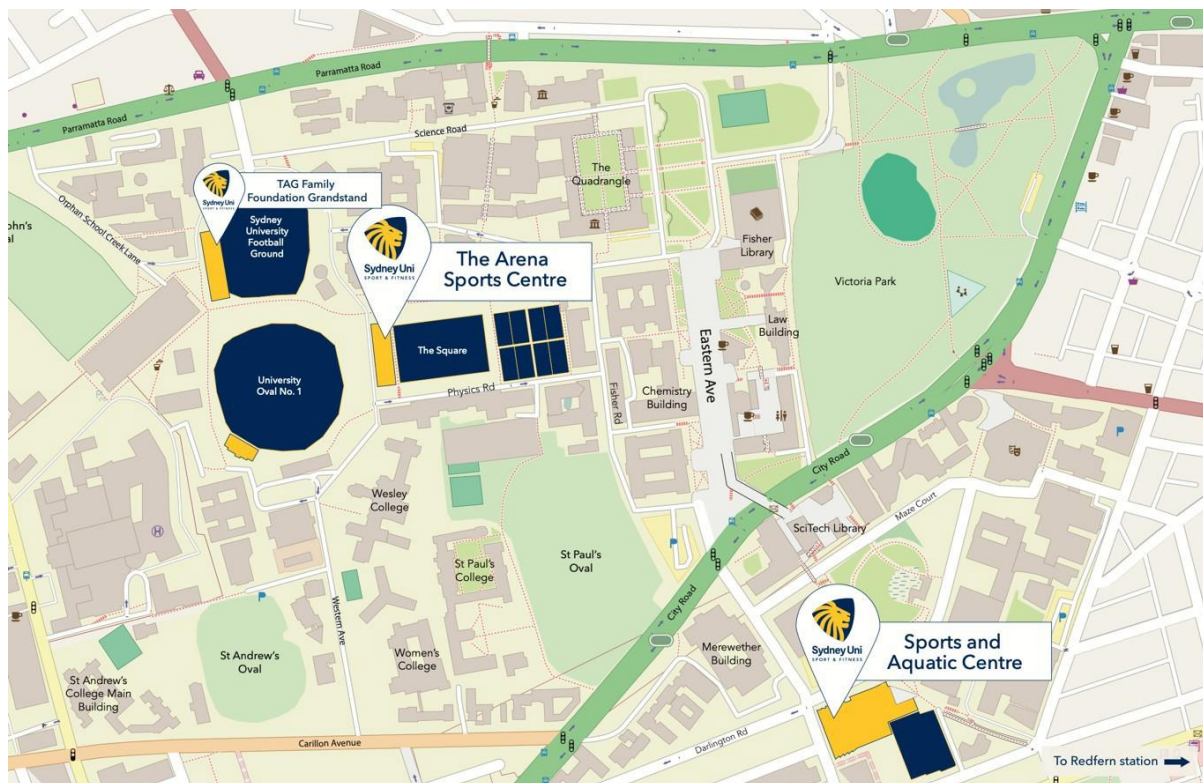 Parramatta Road
Parramatta Road
Science Road
The
Quadrangle
TAG Family
Foundation Grandstand
Sydney Uni
SPORT & FITNESS
Sydney
University
Football
Ground
Orphan School Creek Lane
ohn's
al
Sydney Uni
SPORT & FITNESS
The Arena
Sports Centre
Fisher
Library
Victoria Park
The Square
Law
Building
Eastern Ave
University
Oval No. 1
Physics Rd
Fisher Rd
Chemistry
Building
City Road
Wesley
College
SciTech Library
Maze Court
St Paul's
College
St Paul's
Oval
City Road
Western Ave
Sydney Uni
SPORT & FITNESS
Sports and
Aquatic Centre
Merewether
Building
St Andrew's
Oval
Women's
College
St Andrew's
College Main
Building
Carillon Avenue
Darlington Rd
To Redfern station